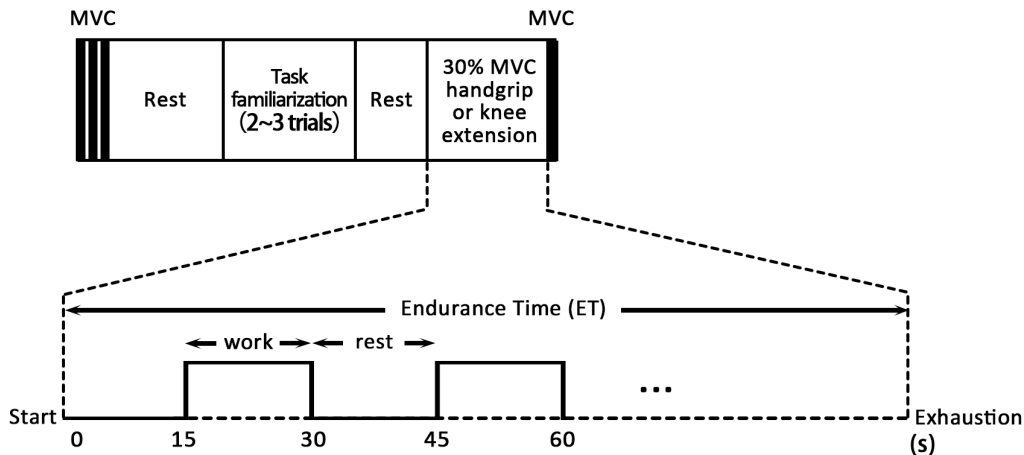 MVC
MVC
Rest
Task
familiarization
(2~3 trials)
Rest
30% MVC
handgrip
or knee
extension
Endurance Time (ET)
work
rest
...
Start
Exhaustion
0
15
30
45
60
(s)